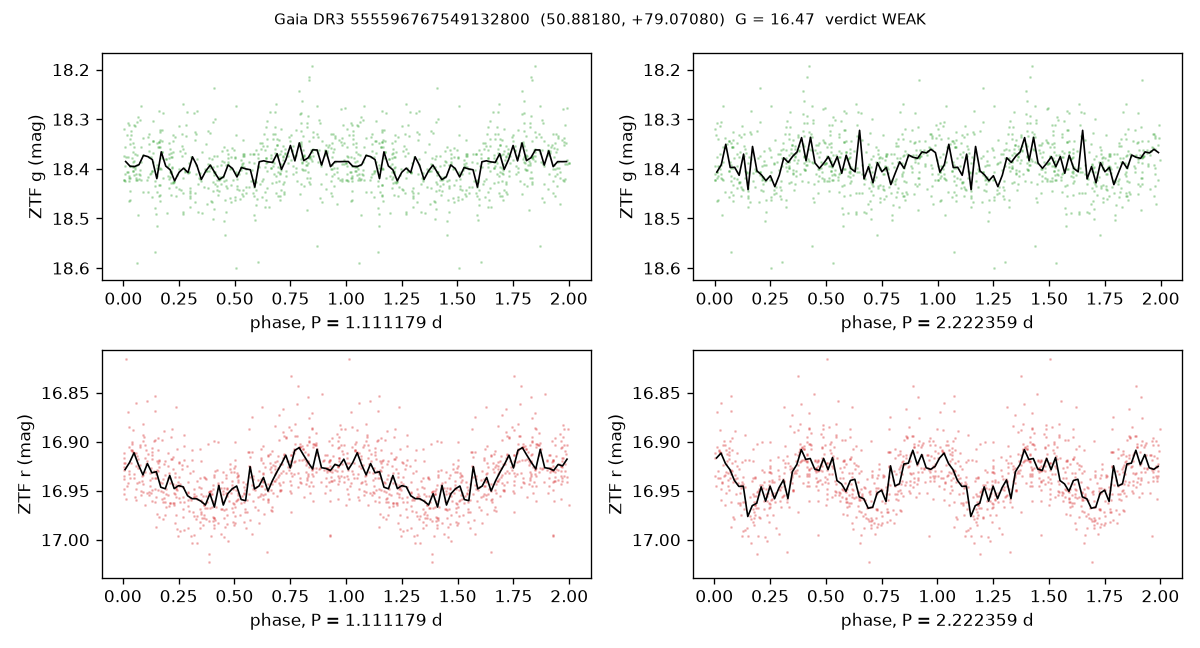 Gaia DR3 555596767549132800  (50.88180, +79.07080)  G = 16.47  verdict WEAK
ZTF g (mag)
18.2
18.3
18.4
18.5
18.6
0.00 0.25 0.50 0.75 1.00 1.25 1.50 1.75 2.00
phase, P = 1.111179 d
ZTF g (mag)
18.2
18.3
18.4
18.5
18.6
0.00 0.25 0.50 0.75 1.00 1.25 1.50 1.75 2.00
phase, P = 2.222359 d
ZTF r (mag)
16.85
16.90
16.95
17.00
0.00 0.25 0.50 0.75 1.00 1.25 1.50 1.75 2.00
phase, P = 1.111179 d
ZTF r (mag)
16.85
16.90
16.95
17.00
0.00 0.25 0.50 0.75 1.00 1.25 1.50 1.75 2.00
phase, P = 2.222359 d